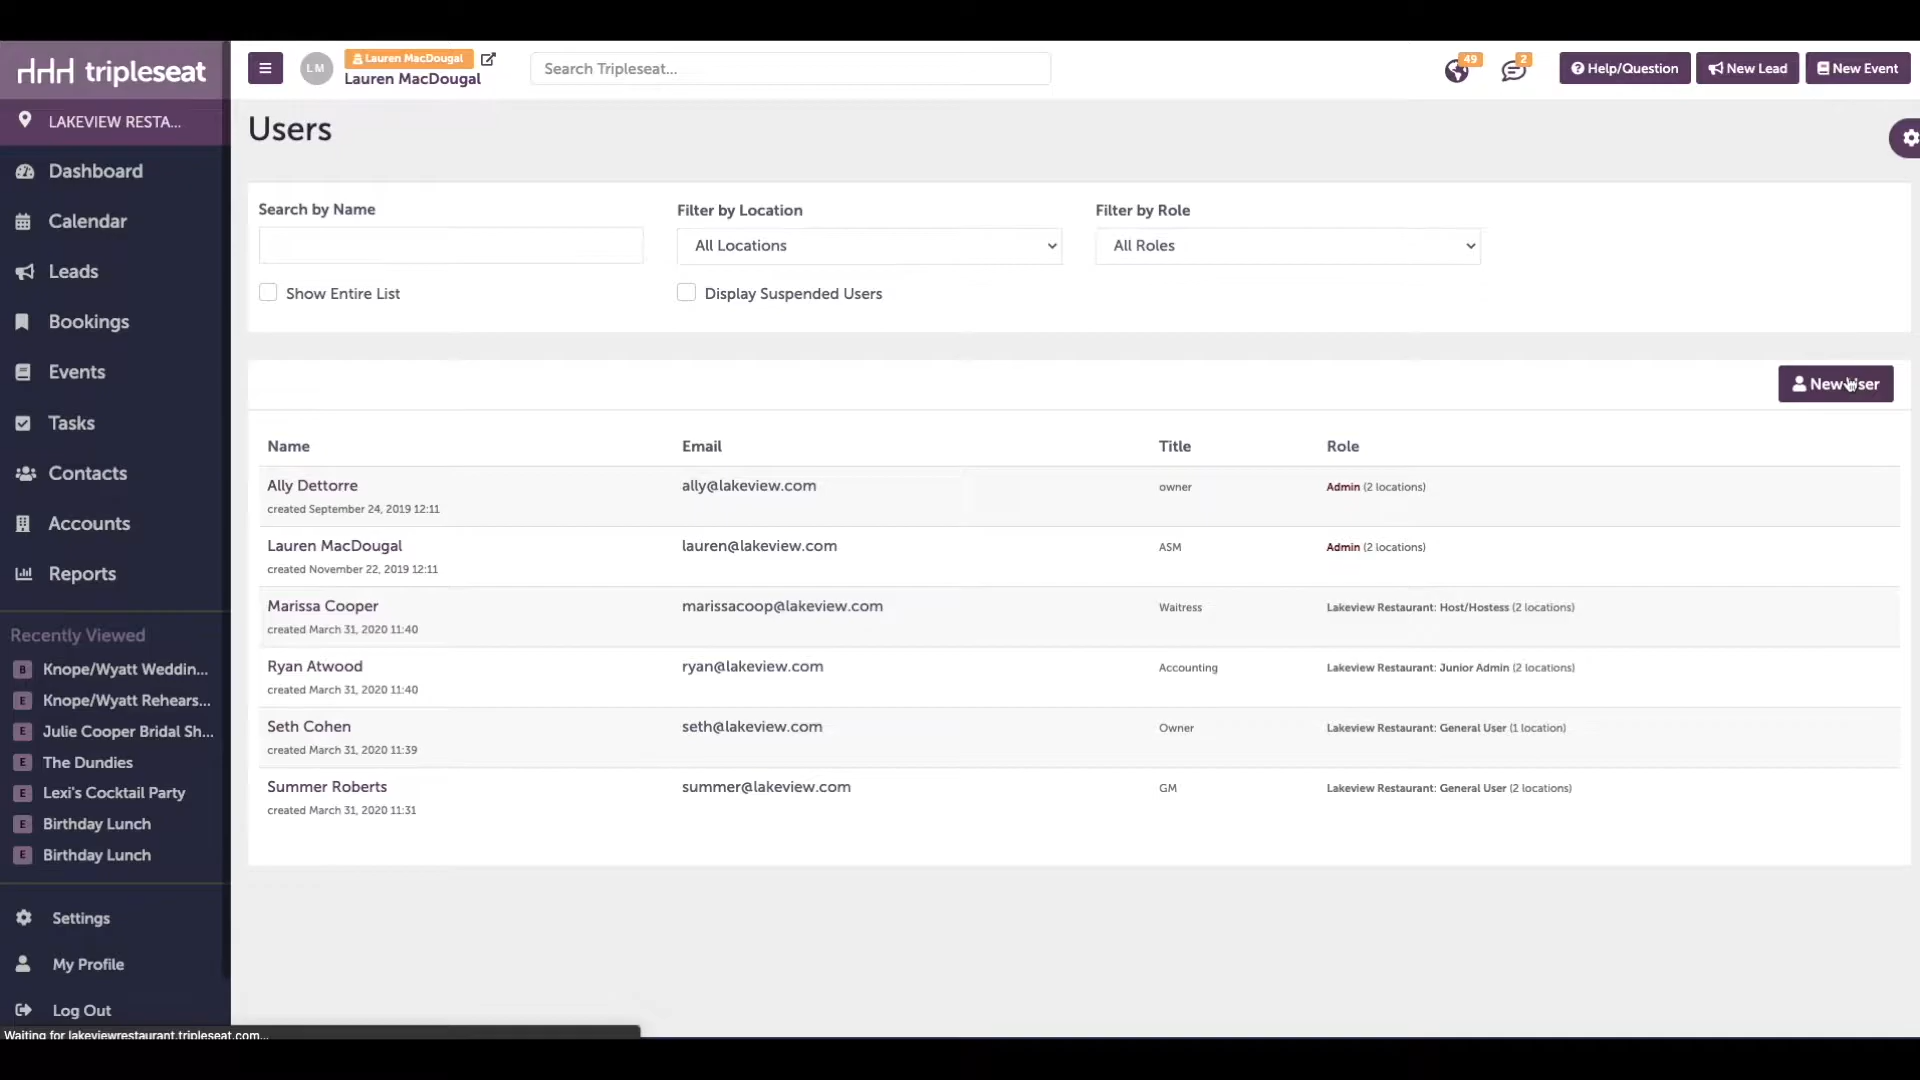 tripleseat
LAKEVIEW RESTA...
Dashboard
Calendar
Leads
Bookings
Events
Tasks
Contacts
Accounts
Reports
Recently Viewed
B Knope/Wyatt Weddin...
E Knope/Wyatt Rehears...
E Julie Cooper Bridal Sh...
E The Dundies
E Lexi's Cocktail Party
E Birthday Lunch
E Birthday Lunch
Settings
My Profile
Log Out
Waiting for lakeviewrestaurant.tripleseat.com...
LM
Lauren MacDougal
Lauren MacDougal
Search Tripleseat...
49
2
Help/Question
New Lead
New Event
Users
Search by Name
Filter by Location
Filter by Role
All Locations
All Roles
Show Entire List
Display Suspended Users
New User
Name Email Title Role
Ally Dettorre ally@lakeview.com owner Admin (2 locations)
created September 24, 2019 12:11
Lauren MacDougal lauren@lakeview.com ASM Admin (2 locations)
created November 22, 2019 12:11
Marissa Cooper marissacoop@lakeview.com Waitress Lakeview Restaurant: Host/Hostess (2 locations)
created March 31, 2020 11:40
Ryan Atwood ryan@lakeview.com Accounting Lakeview Restaurant: Junior Admin (2 locations)
created March 31, 2020 11:40
Seth Cohen seth@lakeview.com Owner Lakeview Restaurant: General User (1 location)
created March 31, 2020 11:39
Summer Roberts summer@lakeview.com GM Lakeview Restaurant: General User (2 locations)
created March 31, 2020 11:31